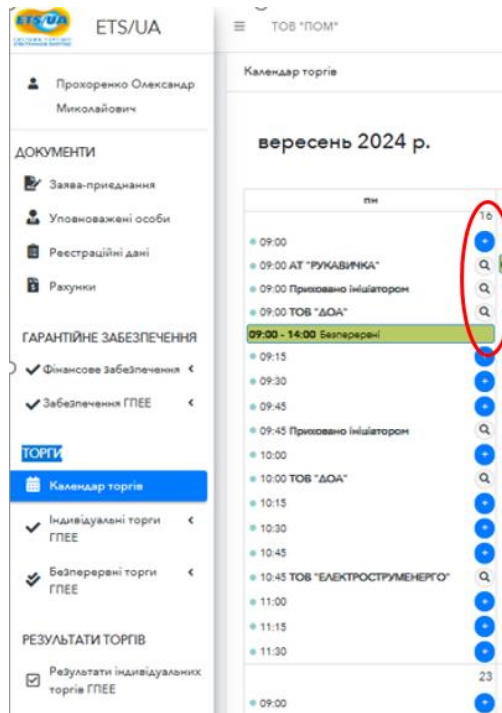 ETS/UA
ETS/UA
ТОВ "ПОМ"
Прохоренко Олександр
Миколайович
ДОКУМЕНТИ
Заява-приєднання
Уповноважені особи
Реєстраційні дані
Рахунки
ГАРАНТІЙНЕ ЗАБЕЗПЕЧЕННЯ
Фінансове забезпечення
Забезпечення ГПЕЕ
ТОРГИ
Календар торгів
Індивідуальні торги
ГПЕЕ
Безперервні торги
ГПЕЕ
РЕЗУЛЬТАТИ ТОРГІВ
Результати індивідуальних
торгів ГПЕЕ
Календар торгів
вересень 2024 р.
пн
16
09:00
09:00 АТ "РУКАВИЧКА"
09:00 Приховано ініціатором
09:00 ТОВ "ДОА"
09:00 - 14:00 Безперервні
09:15
09:30
09:45
09:45 Приховано ініціатором
10:00
10:00 ТОВ "ДОА"
10:15
10:30
10:45
10:45 ТОВ "ЕЛЕКТРОСТРУМЕНЕРГО"
11:00
11:15
11:30
23
09:00